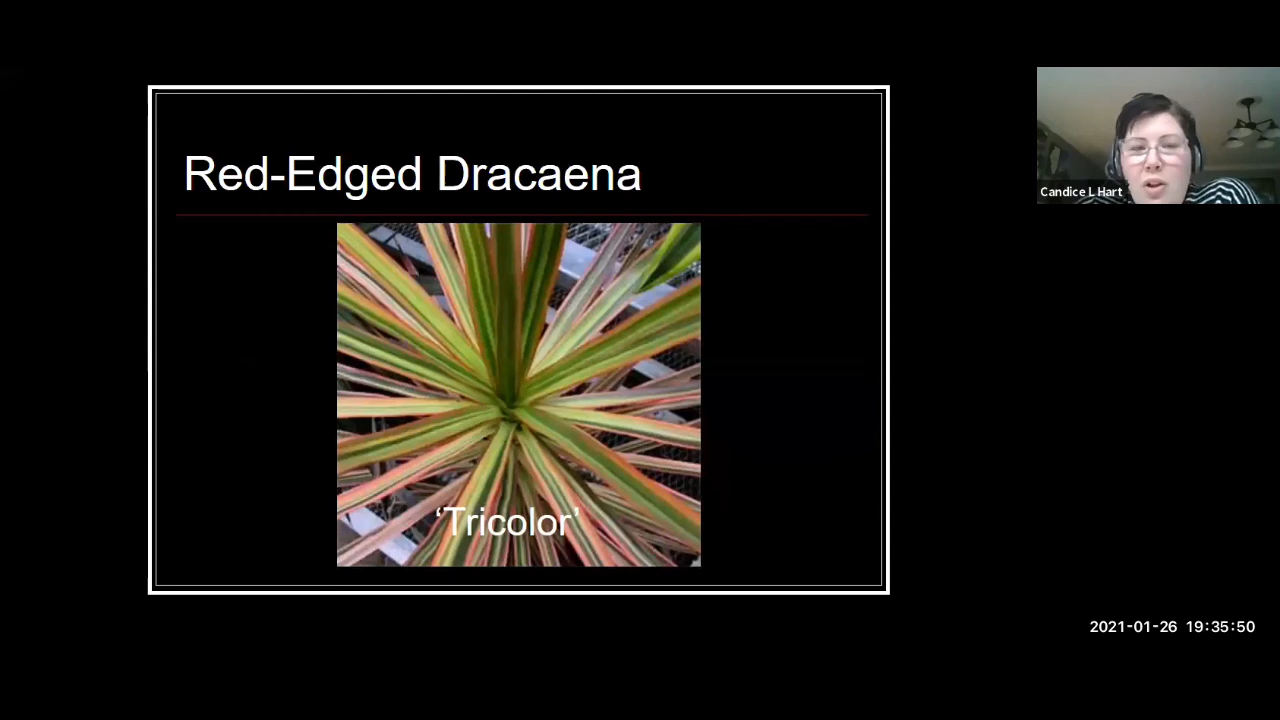 Red-Edged Dracaena
‘Tricolor’
Candice L Hart
2021-01-26 19:35:50